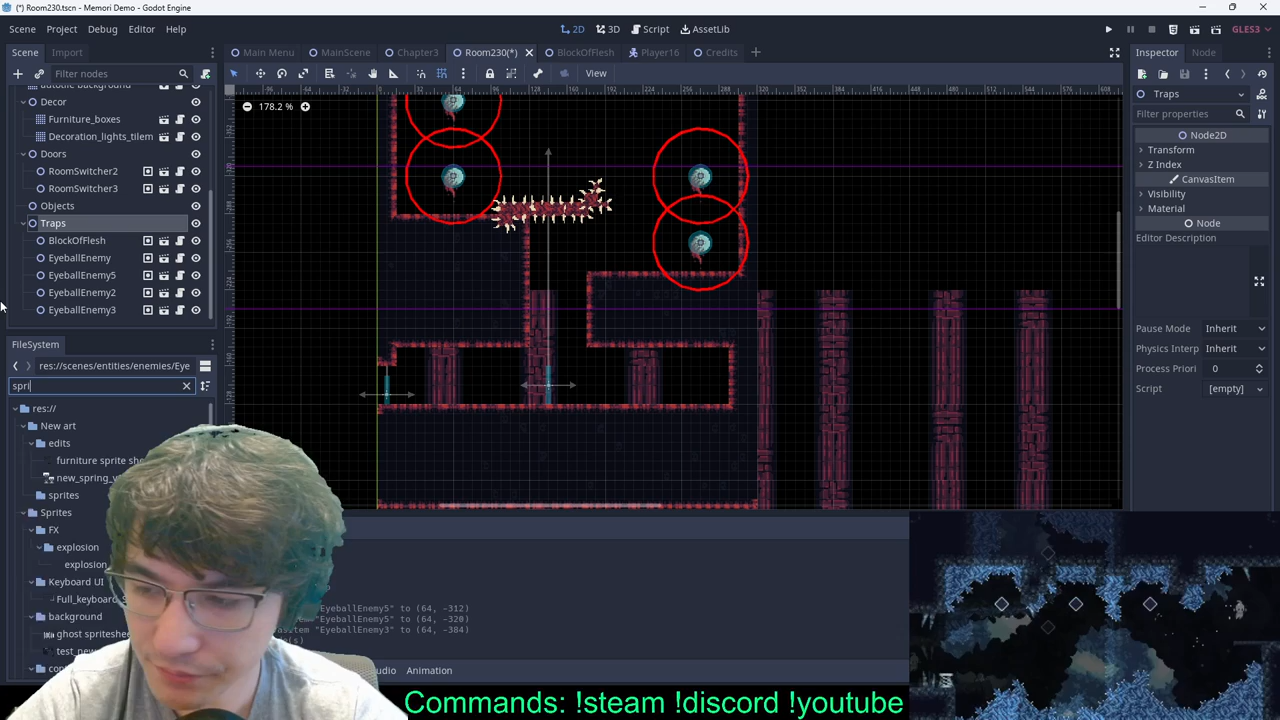 (*) Room230.tscn - Memori Demo - Godot Engine
Scene Project Debug Editor Help
2D 3D Script AssetLib
GLES3
Scene Import
Filter nodes
Decor
Furniture_boxes
Decoration_lights_tilem
Doors
RoomSwitcher2
RoomSwitcher3
Objects
Traps
BlockOfFlesh
EyeballEnemy
EyeballEnemy5
EyeballEnemy2
EyeballEnemy3
FileSystem
res://scenes/entities/enemies/Eye
spri
res://
New art
edits
furniture sprite she
sprites
Sprites
FX
explosion
explosion
Keyboard UI
background
Main Menu MainScene Chapter3 Room230(*) BlockOfFlesh Player16 Credits
View
178.2 %
EyeballEnemy5" to (64, -312)
EyeballEnemy5" to (64, -320)
"EyeballEnemy3" to (64, -384)
Animation
Inspector Node
Traps
Filter properties
Node2D
Transform
Z Index
CanvasItem
Visibility
Material
Node
Editor Description
Pause Mode Inherit
Physics Interp Inherit
Process Priori 0
Script [empty]
Commands: !steam !discord !youtube